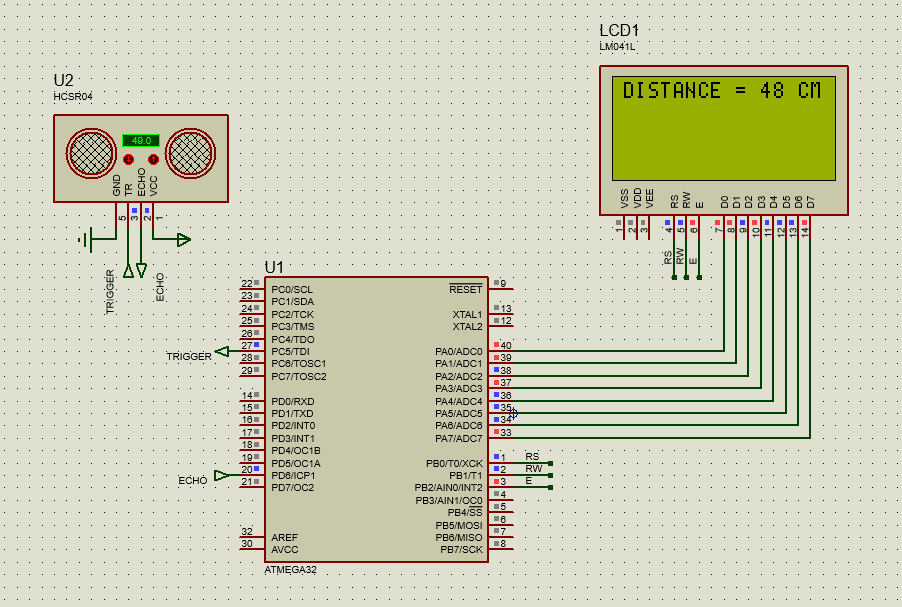 LCD1
LM041L
DISTANCE = 48 CM
VSS
VDD
VEE
RS
RW
E
D0
D1
D2
D3
D4
D5
D6
D7
1
2
3
4
5
6
7
8
9
10
11
12
13
14
RS
RW
E
U2
HCSR04
49.0
GND
TR
ECHO
VCC
5
3
2
1
TRIGGER
ECHO
U1
22 PC0/SCL
23 PC1/SDA
24 PC2/TCK
25 PC3/TMS
26 PC4/TDO
TRIGGER 27 PC5/TDI
28 PC6/TOSC1
29 PC7/TOSC2
14 PD0/RXD
15 PD1/TXD
16 PD2/INT0
17 PD3/INT1
18 PD4/OC1B
19 PD5/OC1A
ECHO 20 PD6/ICP1
21 PD7/OC2
32 AREF
30 AVCC
RESET 9
XTAL1 13
XTAL2 12
PA0/ADC0 40
PA1/ADC1 39
PA2/ADC2 38
PA3/ADC3 37
PA4/ADC4 36
PA5/ADC5 35
PA6/ADC6 34
PA7/ADC7 33
PB0/T0/XCK 1 RS
PB1/T1 2 RW
PB2/AIN0/INT2 3 E
PB3/AIN1/OC0 4
PB4/SS 5
PB5/MOSI 6
PB6/MISO 7
PB7/SCK 8
ATMEGA32